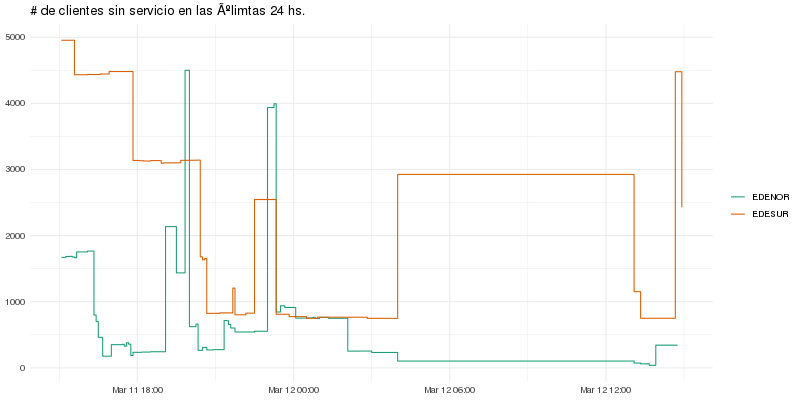 # de clientes sin servicio en las Ãºlimtas 24 hs.
5000
4000
3000
2000
1000
0
Mar 11 18:00
Mar 12 00:00
Mar 12 06:00
Mar 12 12:00
EDENOR
EDESUR